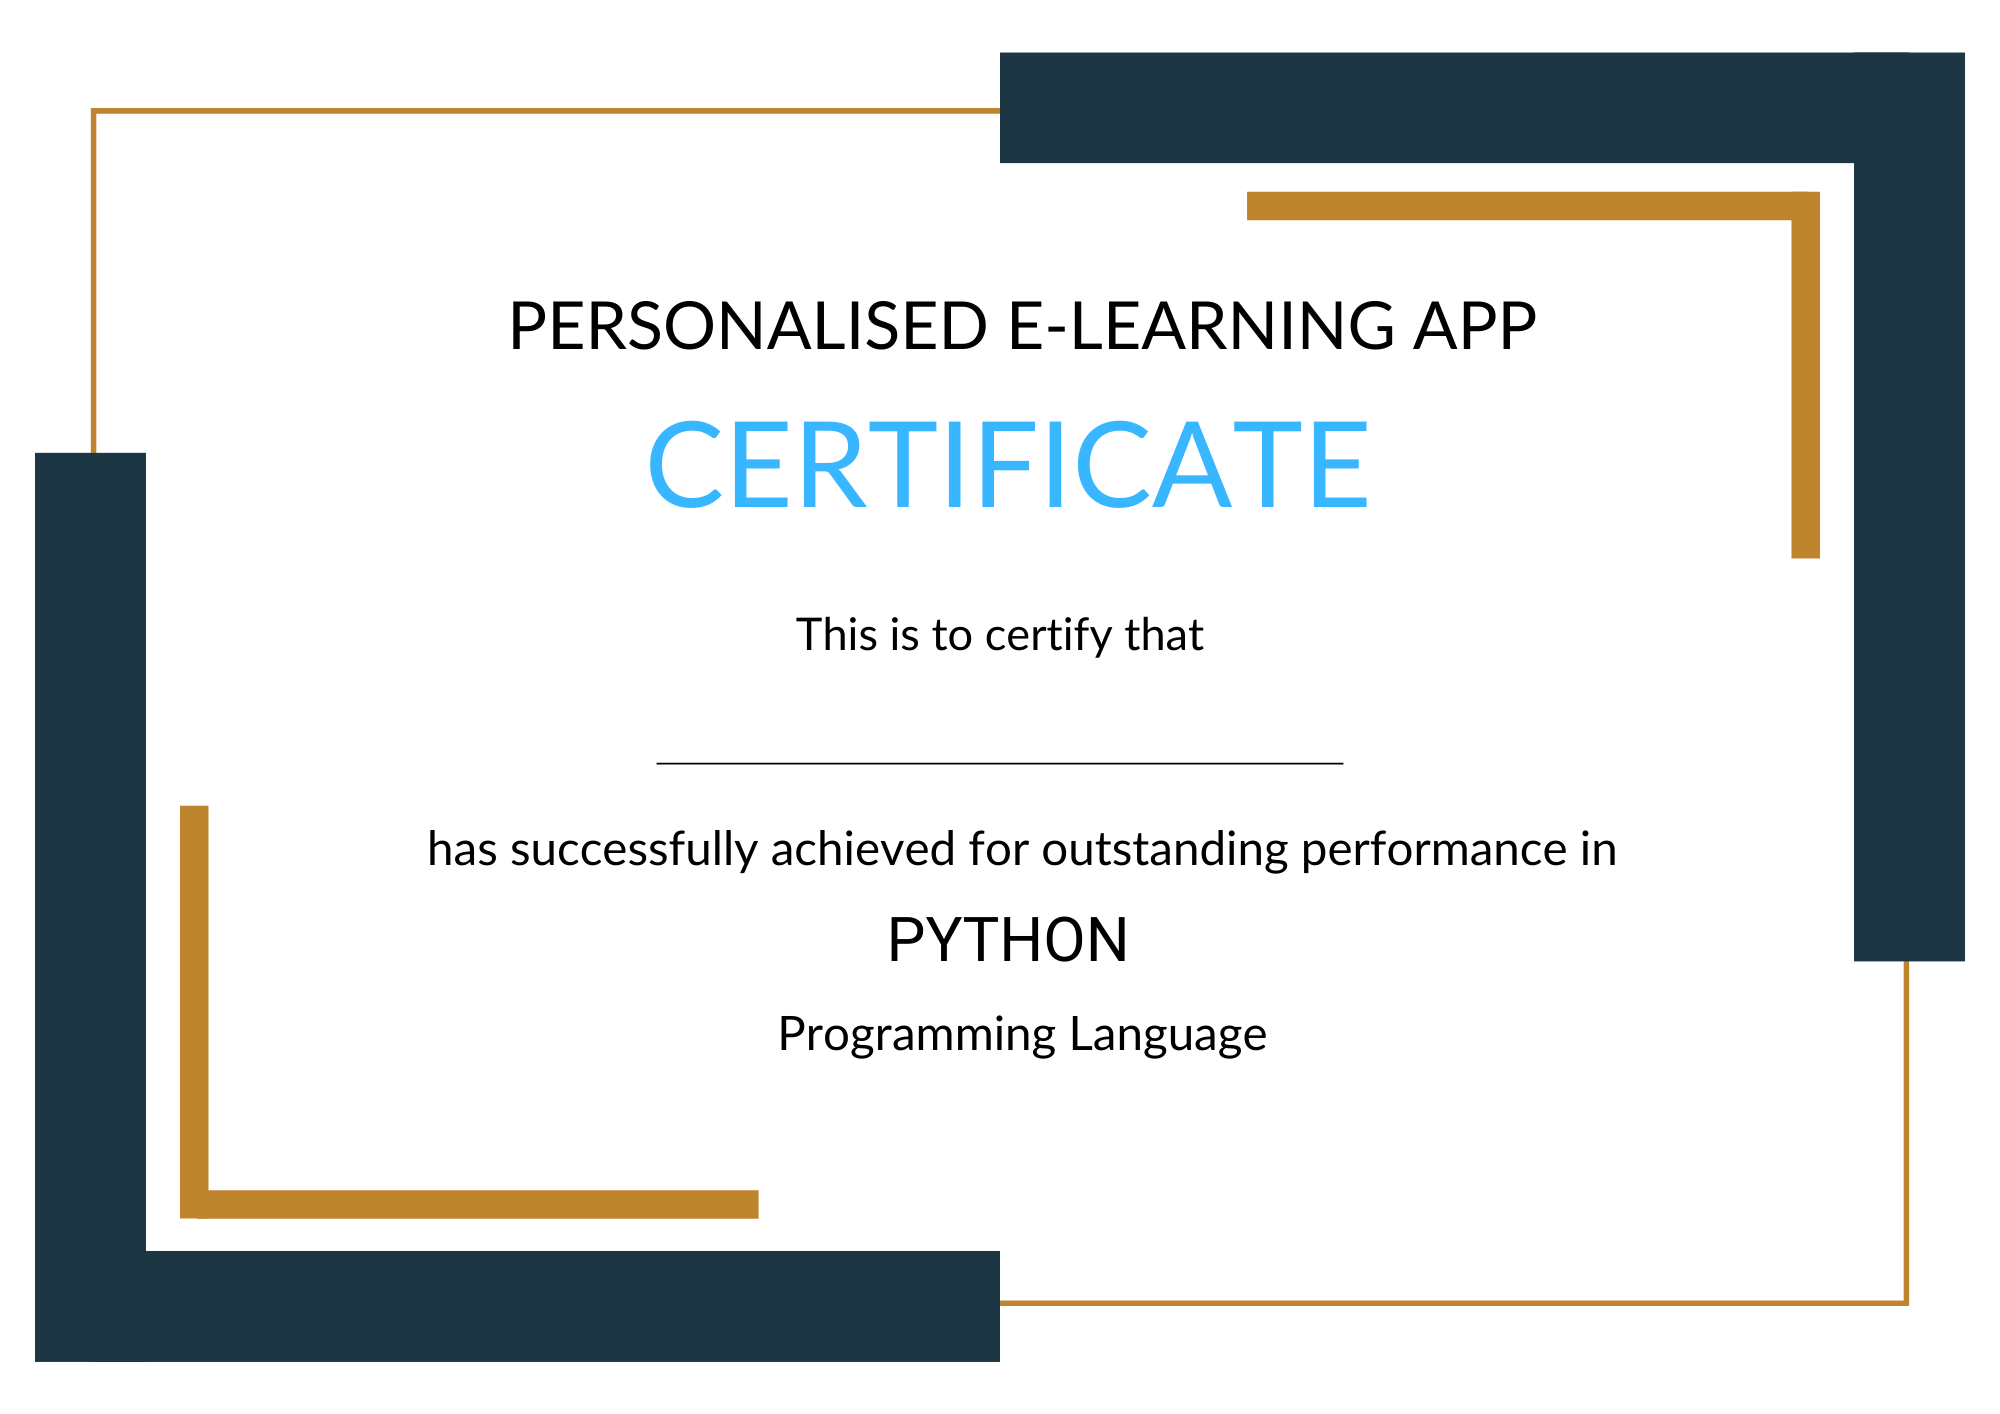 PERSONALISED E-LEARNING APP
CERTIFICATE
This is to certify that
has successfully achieved for outstanding performance in
PYTHON
Programming Language